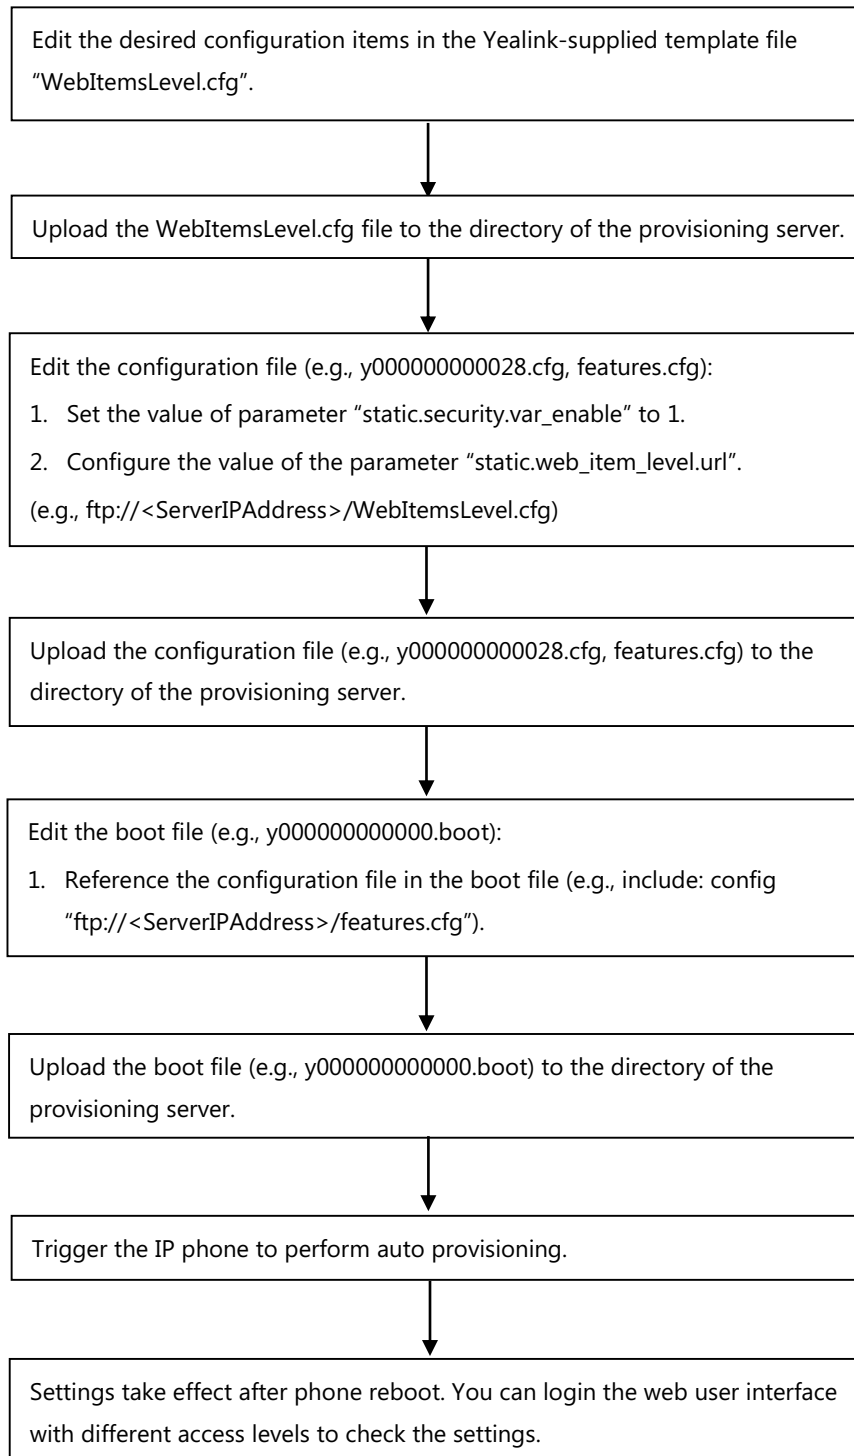 Edit the desired configuration items in the Yealink-supplied template file
“WebItemsLevel.cfg”.
Upload the WebItemsLevel.cfg file to the directory of the provisioning server.
Edit the configuration file (e.g., y000000000028.cfg, features.cfg):
1. Set the value of parameter “static.security.var_enable” to 1.
2. Configure the value of the parameter “static.web_item_level.url”.
(e.g., ftp://<ServerIPAddress>/WebItemsLevel.cfg)
Upload the configuration file (e.g., y000000000028.cfg, features.cfg) to the
directory of the provisioning server.
Edit the boot file (e.g., y000000000000.boot):
1. Reference the configuration file in the boot file (e.g., include: config
“ftp://<ServerIPAddress>/features.cfg”).
Upload the boot file (e.g., y000000000000.boot) to the directory of the
provisioning server.
Trigger the IP phone to perform auto provisioning.
Settings take effect after phone reboot. You can login the web user interface
with different access levels to check the settings.